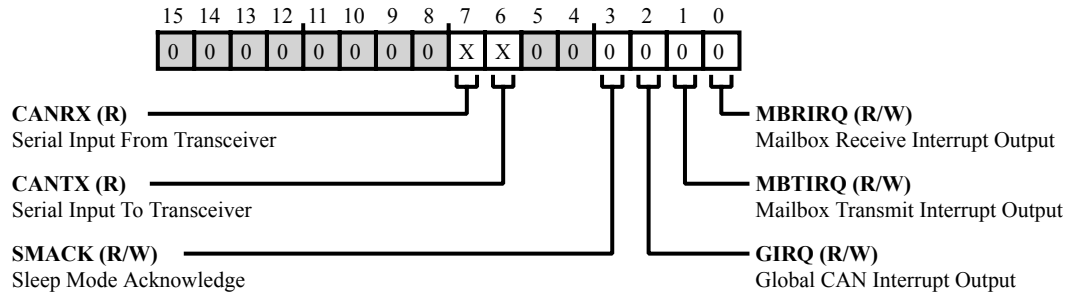 15 14 13 12 11 10 9 8 7 6 5 4 3 2 1 0
0 0 0 0 0 0 0 0 X X 0 0 0 0 0 0
CANRX (R)
Serial Input From Transceiver
CANTX (R)
Serial Input To Transceiver
SMACK (R/W)
Sleep Mode Acknowledge
MBRIRQ (R/W)
Mailbox Receive Interrupt Output
MBTIRQ (R/W)
Mailbox Transmit Interrupt Output
GIRQ (R/W)
Global CAN Interrupt Output